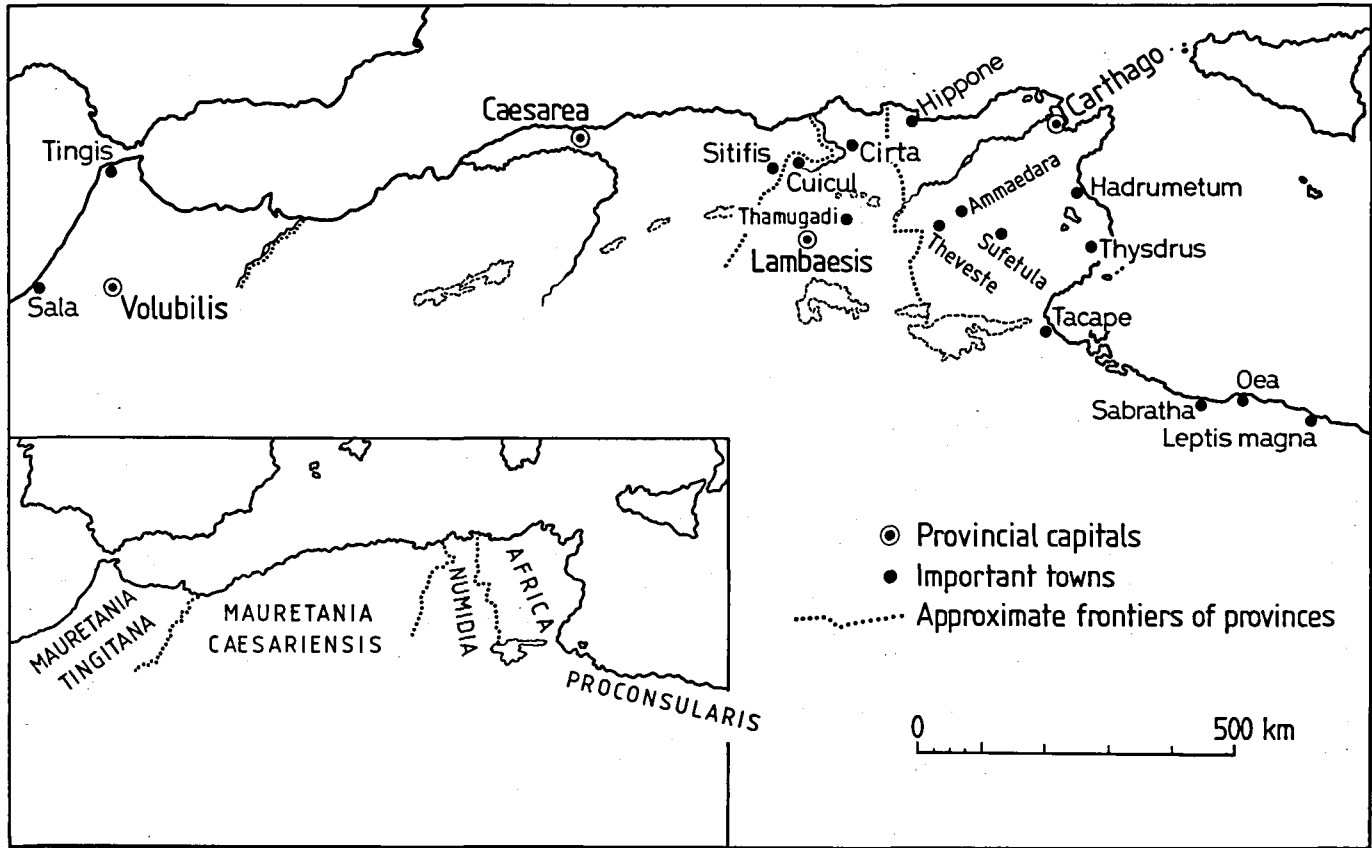 Hippone
Carthago
Caesarea
Tingis
Sitifis
Cirta
Cuicul
Ammaedara
Hadrumetum
Thamugadi
Lambaesis
Theveste
Sufetula
Thysdrus
Sala
Volubilis
Tacape
Oea
Sabratha
Leptis magna
MAURETANIA
TINGITANA
MAURETANIA
CAESARIENSIS
NUMIDIA
AFRICA
PROCONSULARIS
Provincial capitals
Important towns
Approximate frontiers of provinces
0 500 km